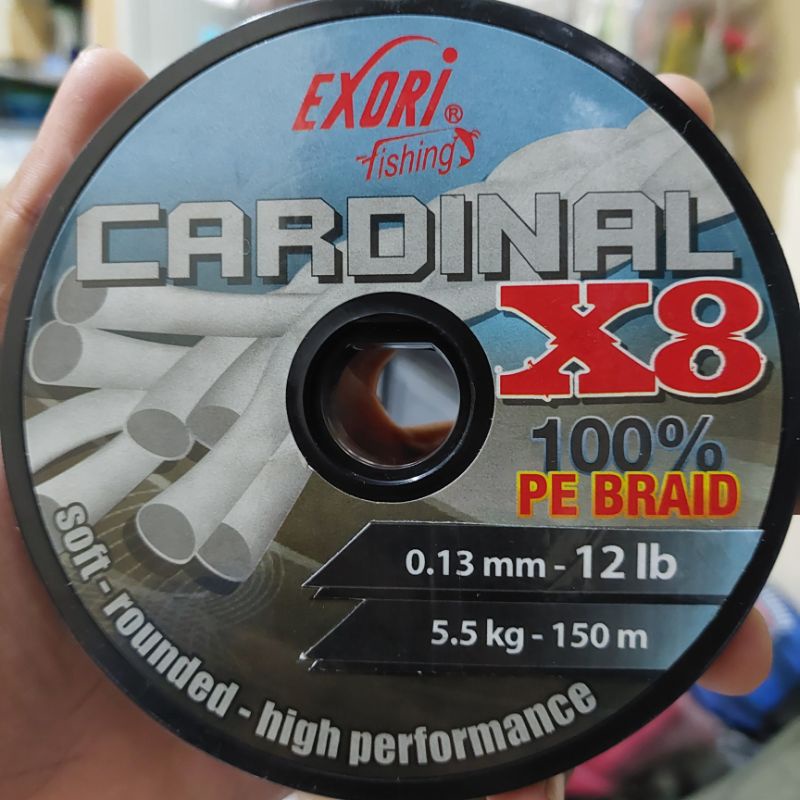 EXORI®
fishing
CARDINAL
X8
100%
PE BRAID
0.13 mm - 12 lb
5.5 kg - 150 m
soft - rounded - high performance